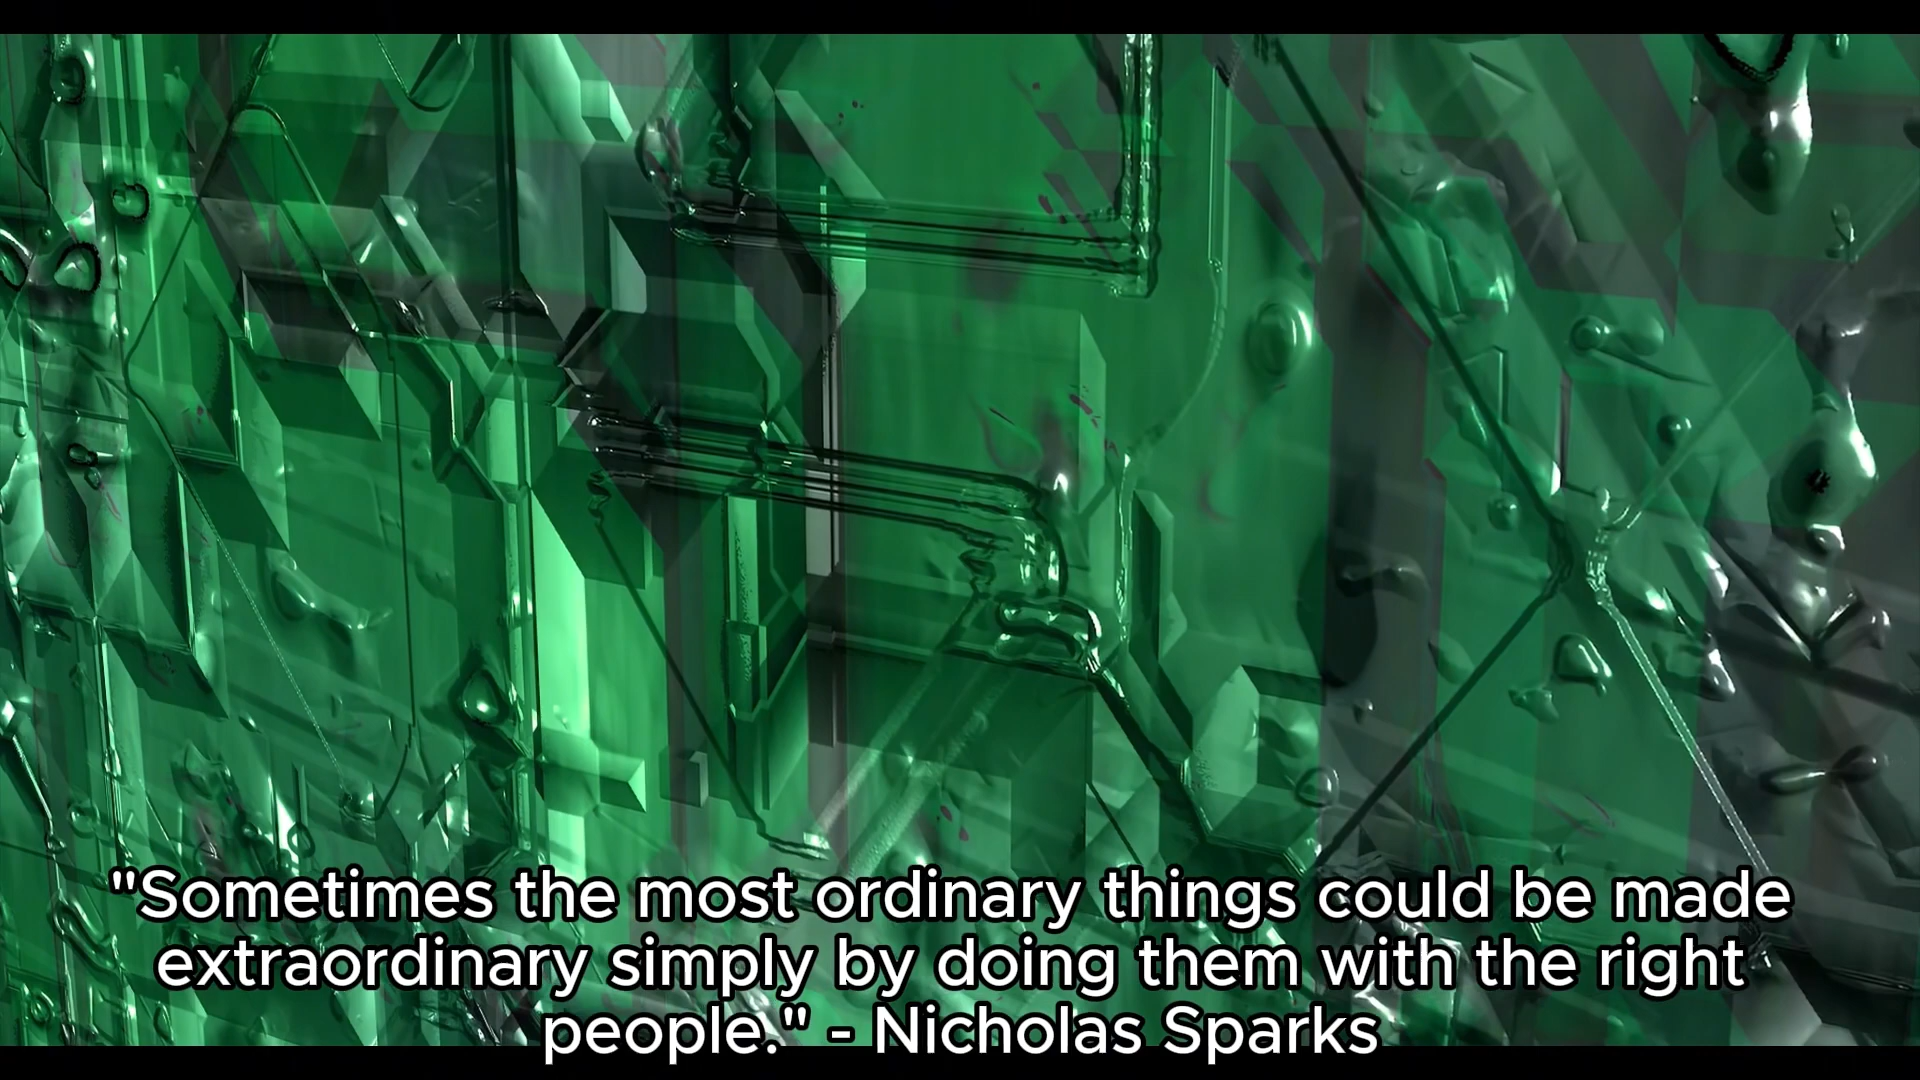 "Sometimes the most ordinary things could be made
extraordinary simply by doing them with the right
people." - Nicholas Sparks